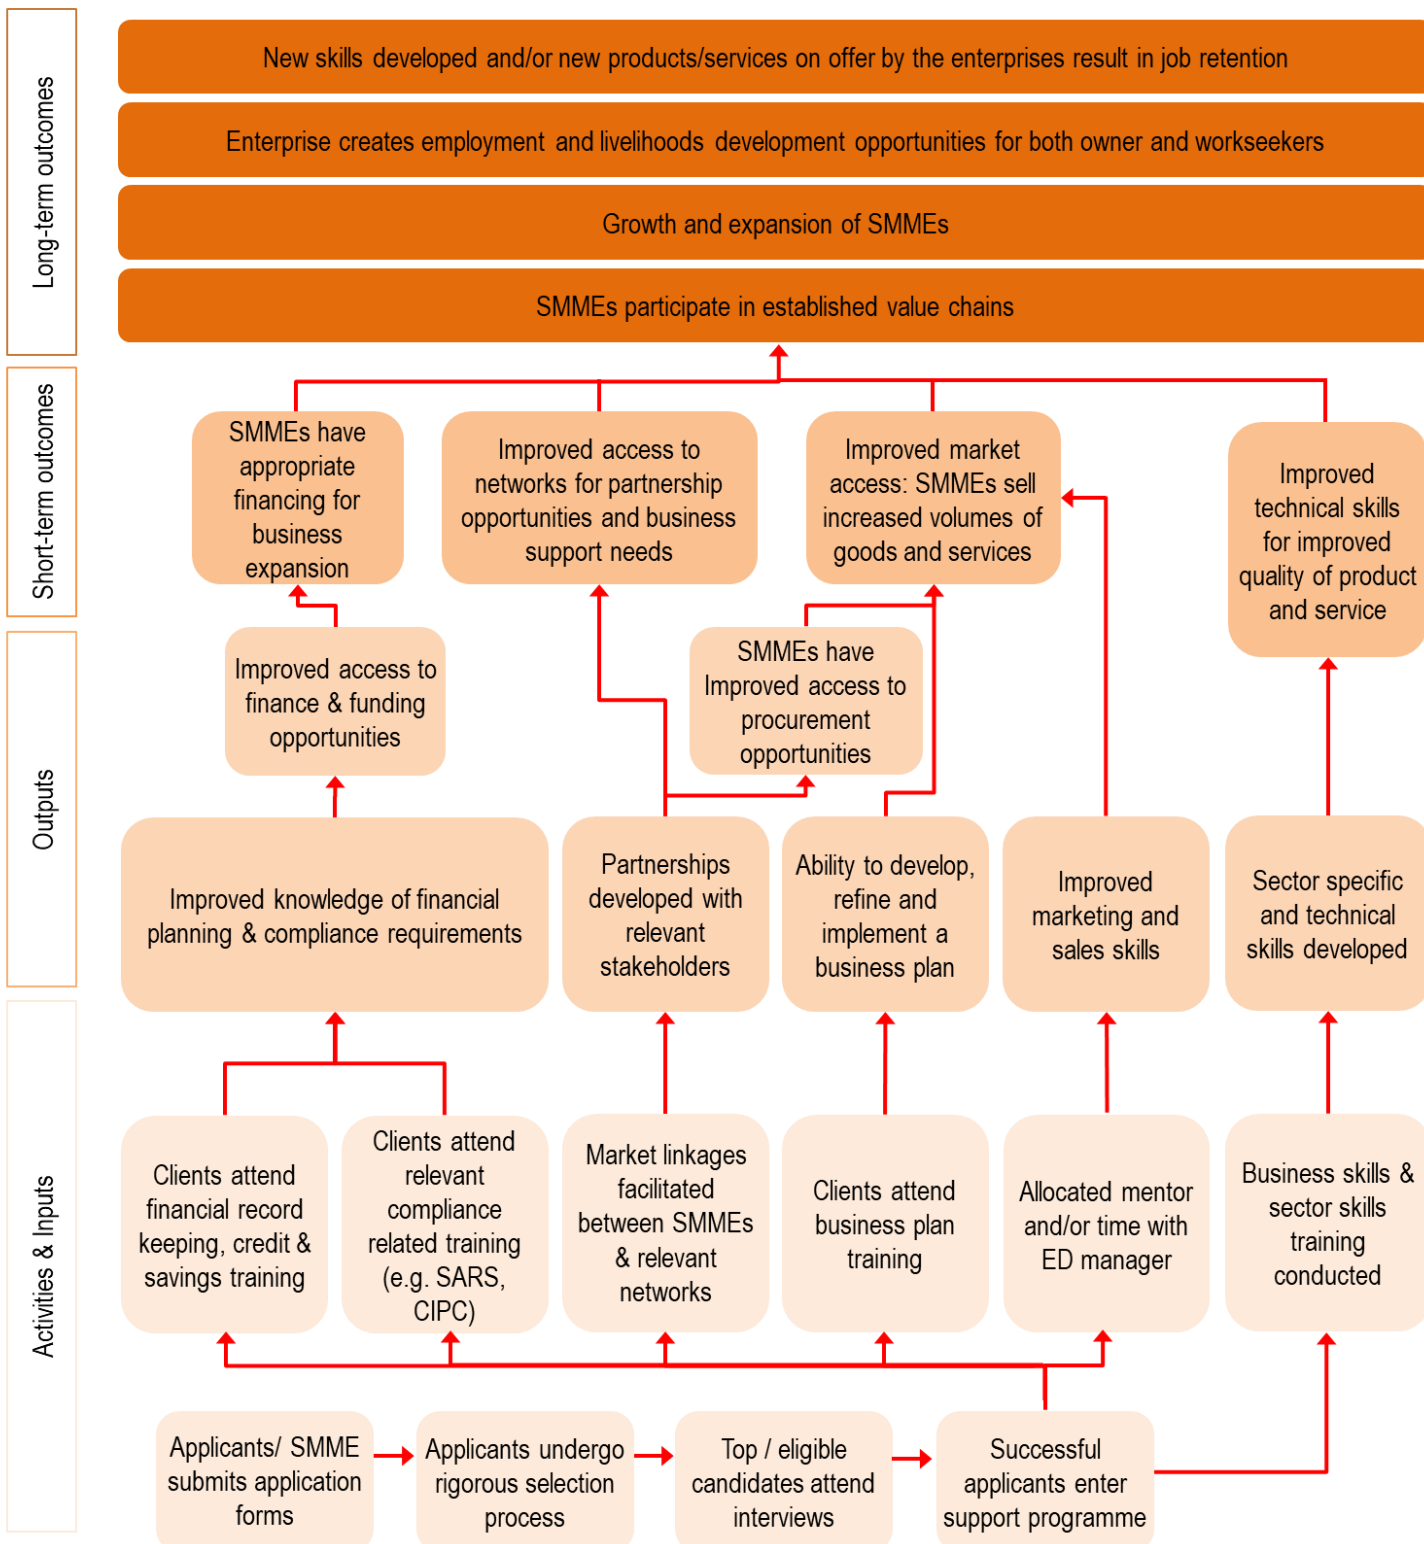 Long-term outcomes
New skills developed and/or new products/services on offer by the enterprises result in job retention
Enterprise creates employment and livelihoods development opportunities for both owner and workseekers
Growth and expansion of SMMEs
SMMEs participate in established value chains
Short-term outcomes
SMMEs have
appropriate
financing for
business
expansion
Improved access to
networks for partnership
opportunities and business
support needs
Improved market
access: SMMEs sell
increased volumes of
goods and services
Improved
technical skills
for improved
quality of product
and service
Outputs
Improved access to
finance & funding
opportunities
SMMEs have
Improved access to
procurement
opportunities
Improved knowledge of financial
planning & compliance requirements
Partnerships
developed with
relevant
stakeholders
Ability to develop,
refine and
implement a
business plan
Improved
marketing and
sales skills
Sector specific
and technical
skills developed
Activities & Inputs
Clients attend
financial record
keeping, credit &
savings training
Clients attend
relevant
compliance
related training
(e.g. SARS,
CIPC)
Market linkages
facilitated
between SMMEs
& relevant
networks
Clients attend
business plan
training
Allocated mentor
and/or time with
ED manager
Business skills &
sector skills
training
conducted
Applicants/ SMME
submits application
forms
Applicants undergo
rigorous selection
process
Top / eligible
candidates attend
interviews
Successful
applicants enter
support programme